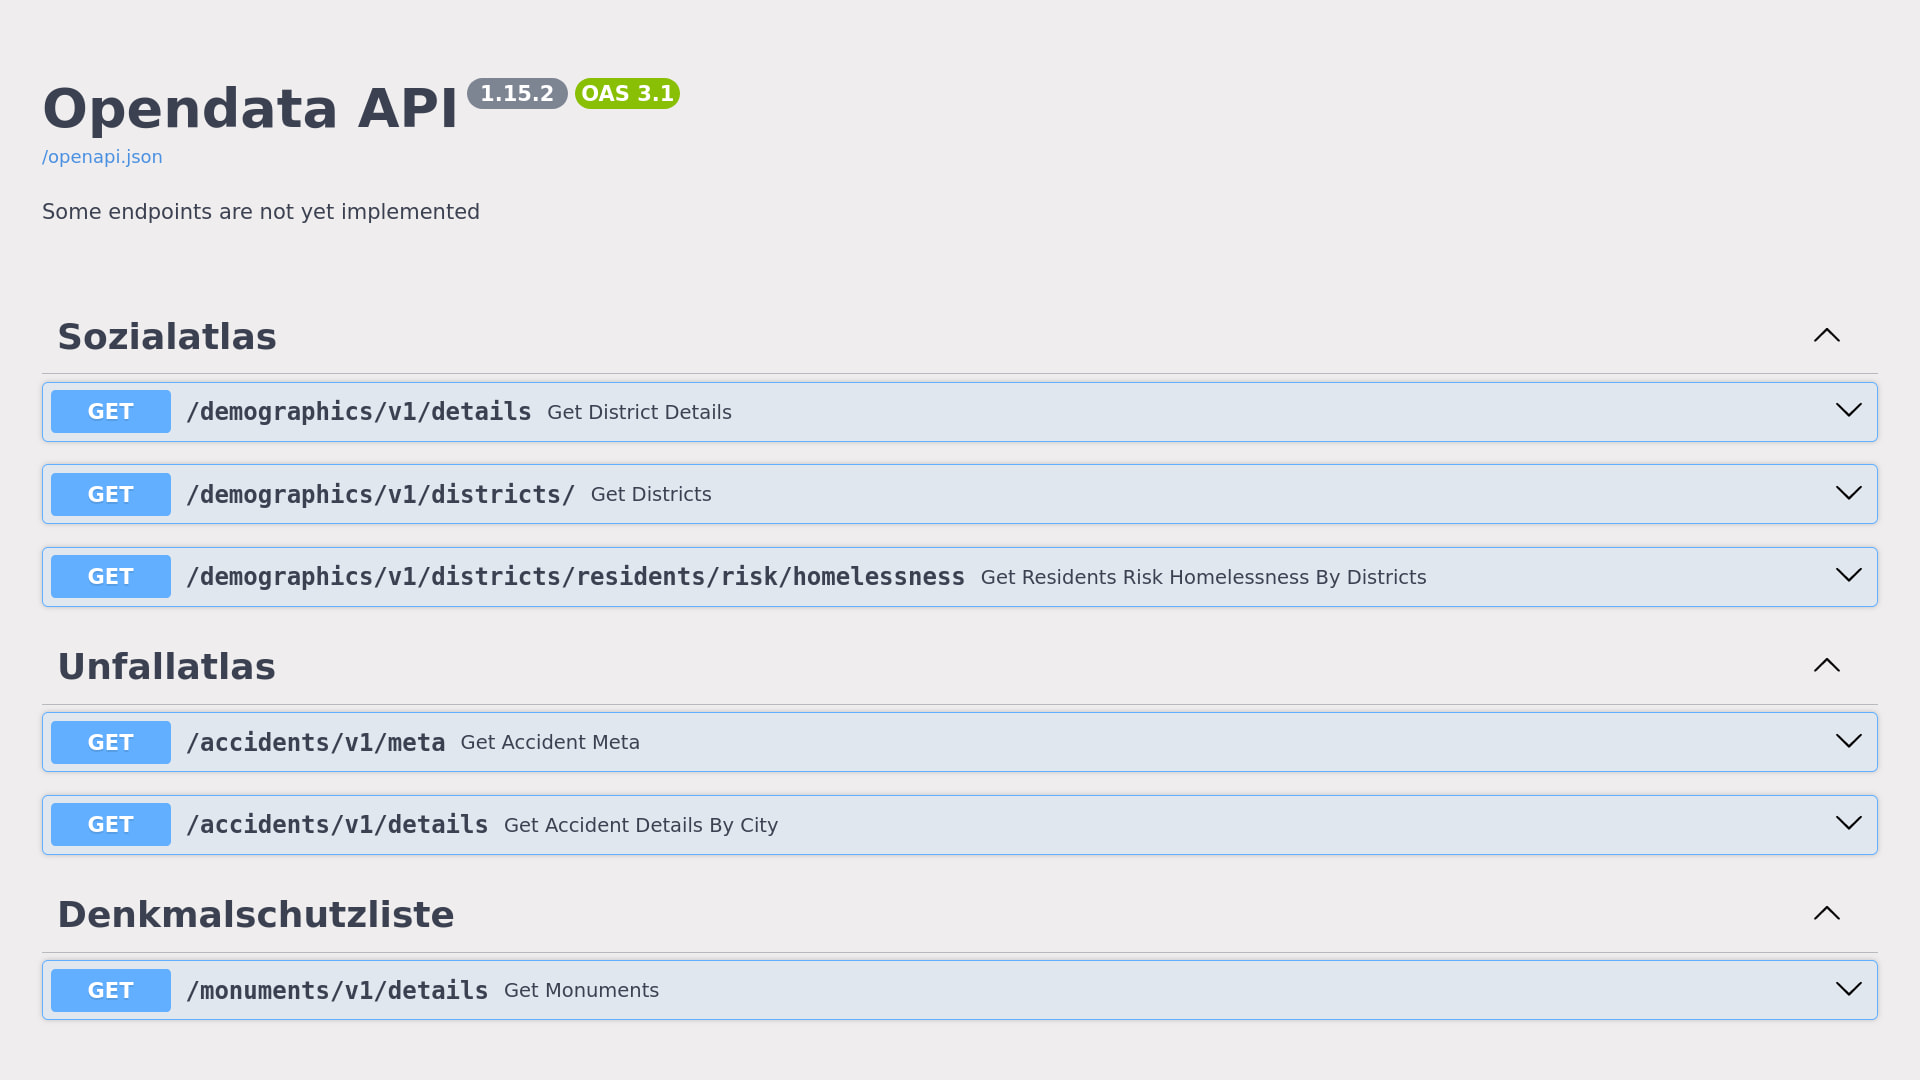 Opendata API 1.15.2 OAS 3.1
/openapi.json
Some endpoints are not yet implemented
Sozialatlas
GET /demographics/v1/details Get District Details
GET /demographics/v1/districts/ Get Districts
GET /demographics/v1/districts/residents/risk/homelessness Get Residents Risk Homelessness By Districts
Unfallatlas
GET /accidents/v1/meta Get Accident Meta
GET /accidents/v1/details Get Accident Details By City
Denkmalschutzliste
GET /monuments/v1/details Get Monuments